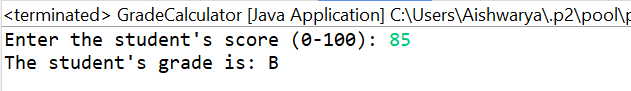 <terminated> GradeCalculator [Java Application] C:\Users\Aishwarya\.p2\pool\
Enter the student's score (0-100): 85
The student's grade is: B